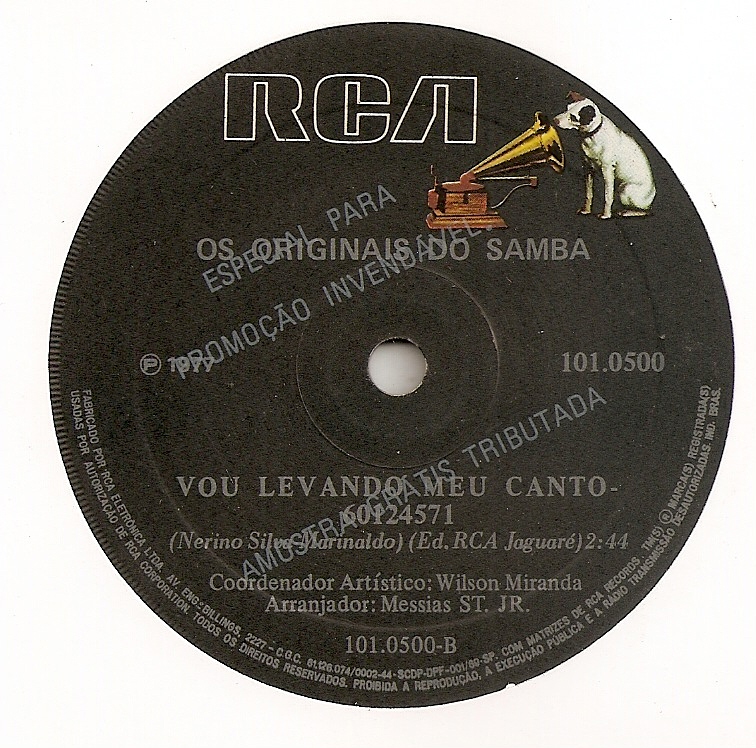 RCA
OS ORIGINAIS DO SAMBA
ESPECIAL PARA
PROMOÇÃO INVENDÁVEL.
AMOSTRA GRÁTIS TRIBUTADA
℗
101.0500
VOU LEVANDO MEU CANTO-
60124571
(Nerino Silva-Marinaldo) (Ed. RCA Jaguaré) 2:44
Coordenador Artístico: Wilson Miranda
Arranjador: Messias ST. JR.
101.0500-B
FABRICADO POR RCA ELETRÔNICA LTDA. AV. ENG. BILLINGS, 2227 - C.G.C. 61.126.074/0002-44 - SCDP-DPF-001/60-SP. COM MATRIZES DE RCA RECORDS. TM(S) ® MARCA(S) REGISTRADA(S)
USADAS POR AUTORIZAÇÃO DE RCA CORPORATION. TODOS OS DIREITOS RESERVADOS. PROIBIDA A REPRODUÇÃO, A EXECUÇÃO PÚBLICA E A RÁDIO TRANSMISSÃO DESAUTORIZADAS IND. BRAS.